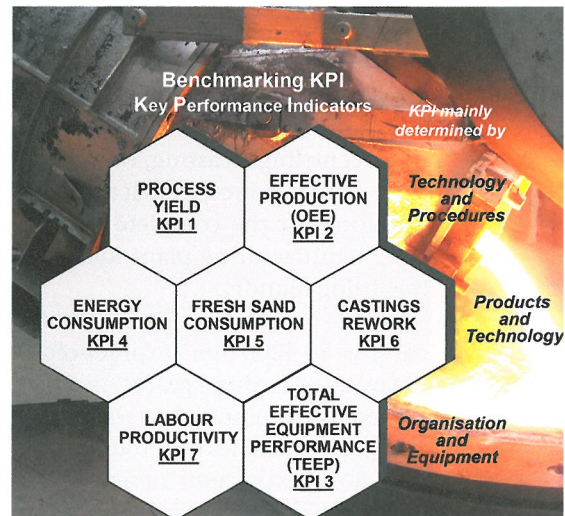 Benchmarking KPI
Key Performance Indicators
KPI mainly
determined by
PROCESS
YIELD
KPI 1
EFFECTIVE
PRODUCTION
(OEE)
KPI 2
Technology
and
Procedures
ENERGY
CONSUMPTION
KPI 4
FRESH SAND
CONSUMPTION
KPI 5
CASTINGS
REWORK
KPI 6
Products
and
Technology
LABOUR
PRODUCTIVITY
KPI 7
TOTAL
EFFECTIVE
EQUIPMENT
PERFORMANCE
(TEEP)
KPI 3
Organisation
and
Equipment